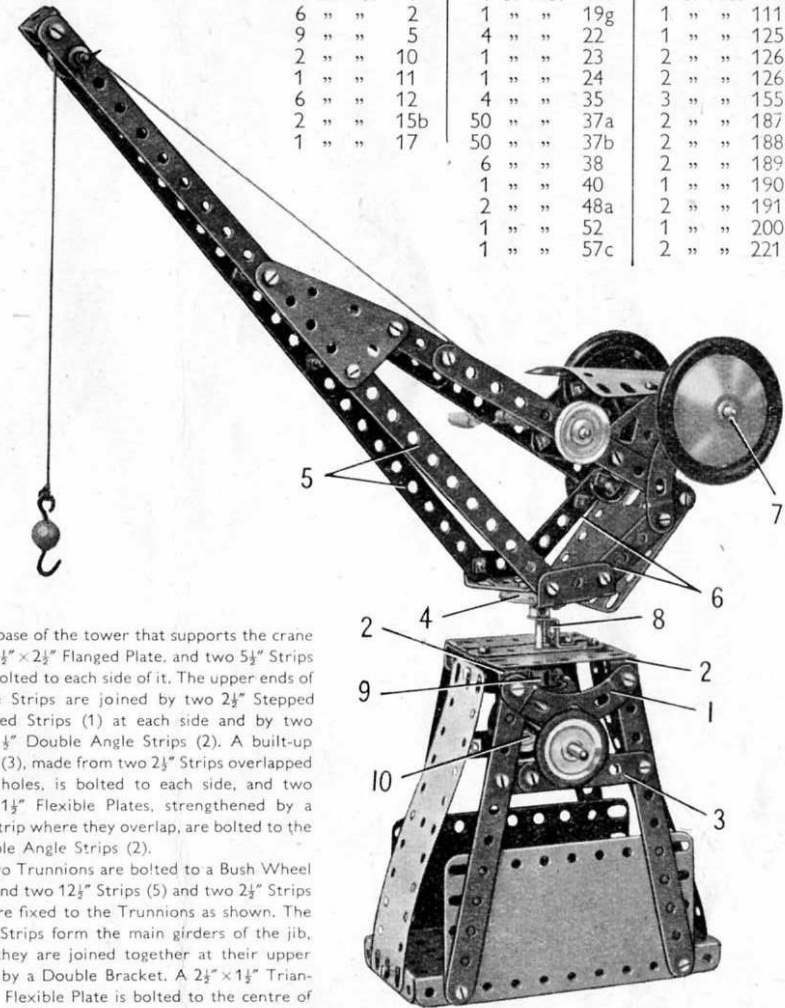 6 „ „ 2
9 „ „ 5
2 „ „ 10
1 „ „ 11
6 „ „ 12
2 „ „ 15b
1 „ „ 17
1 „ „ 19g
4 „ „ 22
1 „ „ 23
1 „ „ 24
4 „ „ 35
50 „ „ 37a
50 „ „ 37b
6 „ „ 38
1 „ „ 40
2 „ „ 48a
1 „ „ 52
1 „ „ 57c
1 „ „ 111
1 „ „ 125
2 „ „ 126
2 „ „ 126
3 „ „ 155
2 „ „ 187
2 „ „ 188
2 „ „ 189
1 „ „ 190
2 „ „ 191
1 „ „ 200
2 „ „ 221
5
7
6
4
8
2
2
9
1
10
3
base of the tower that supports the crane
½″ × 2½″ Flanged Plate, and two 5½″ Strips
bolted to each side of it. The upper ends of
Strips are joined by two 2½″ Stepped
ed Strips (1) at each side and by two
½″ Double Angle Strips (2). A built-up
(3), made from two 2½″ Strips overlapped
holes, is bolted to each side, and two
1½″ Flexible Plates, strengthened by a
trip where they overlap, are bolted to the
le Angle Strips (2).
o Trunnions are bolted to a Bush Wheel
nd two 12½″ Strips (5) and two 2½″ Strips
re fixed to the Trunnions as shown. The
Strips form the main girders of the jib,
they are joined together at their upper
by a Double Bracket. A 2½″ × 1½″ Trian-
Flexible Plate is bolted to the centre of